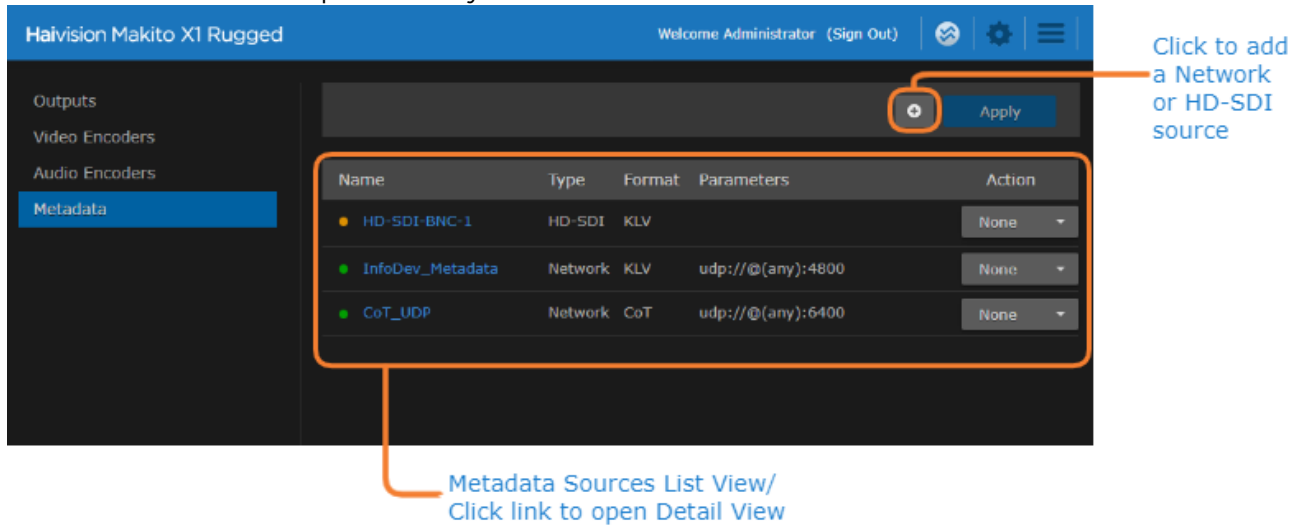 Haivision Makito X1 Rugged
Welcome Administrator (Sign Out)
Click to add
a Network
or HD-SDI
source
Outputs
Video Encoders
Audio Encoders
Metadata
Apply
Name Type Format Parameters Action
HD-SDI-BNC-1 HD-SDI KLV None
InfoDev_Metadata Network KLV udp://@(any):4800 None
CoT_UDP Network CoT udp://@(any):6400 None
Metadata Sources List View/
Click link to open Detail View